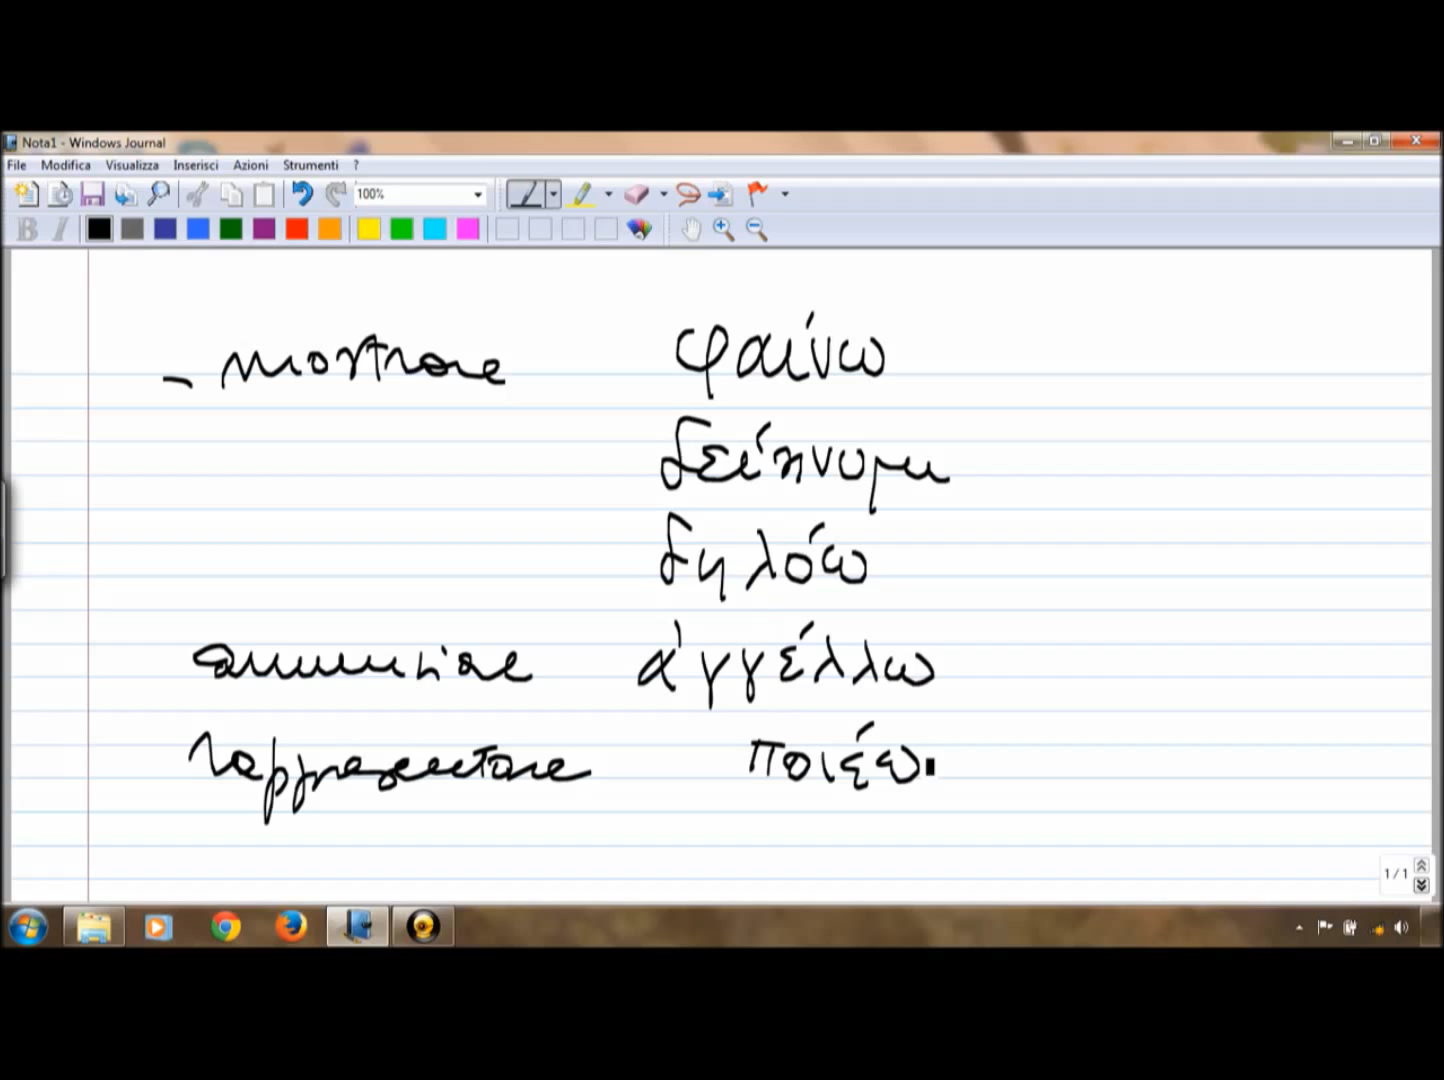 Nota1 - Windows Journal
File Modifica Visualizza Inserisci Azioni Strumenti ?
100%
B I
- mostrare φαίνω
δείκνυμι
δηλόω
annunciare ἀγγέλλω
rappresentare ποιέω
1 / 1